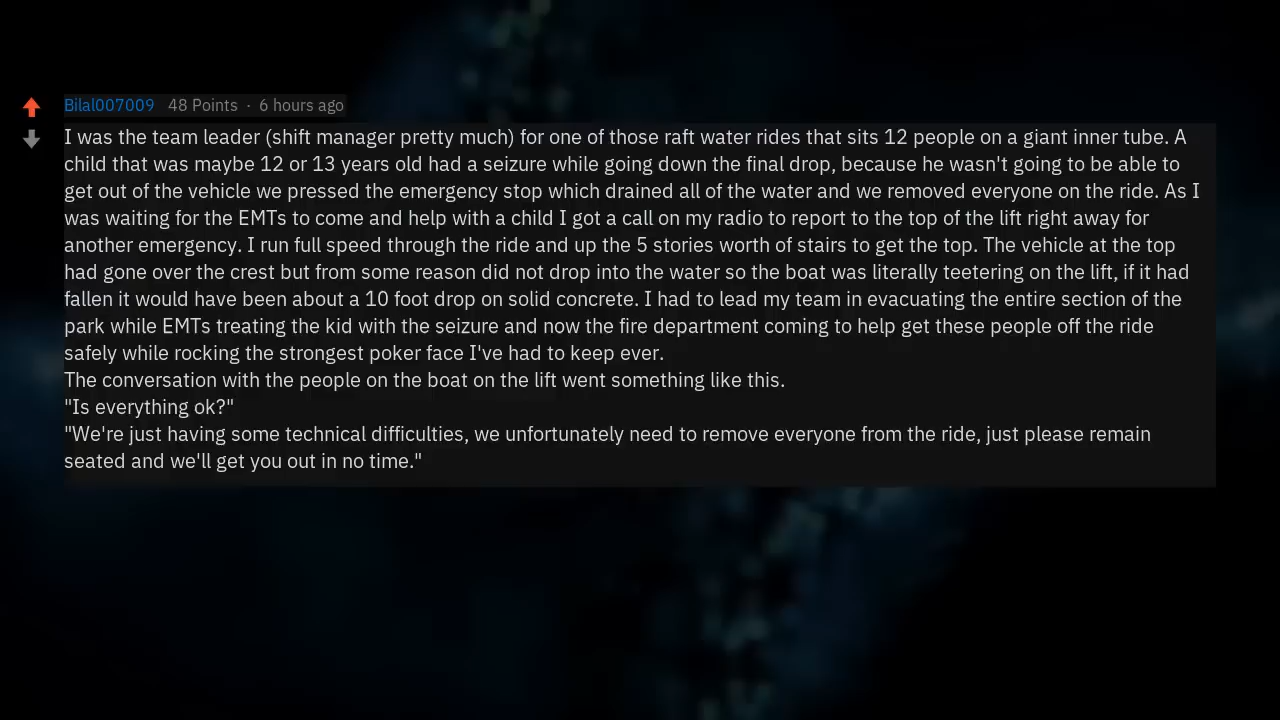 Bilal007009 48 Points · 6 hours ago
I was the team leader (shift manager pretty much) for one of those raft water rides that sits 12 people on a giant inner tube. A
child that was maybe 12 or 13 years old had a seizure while going down the final drop, because he wasn't going to be able to
get out of the vehicle we pressed the emergency stop which drained all of the water and we removed everyone on the ride. As I
was waiting for the EMTs to come and help with a child I got a call on my radio to report to the top of the lift right away for
another emergency. I run full speed through the ride and up the 5 stories worth of stairs to get the top. The vehicle at the top
had gone over the crest but from some reason did not drop into the water so the boat was literally teetering on the lift, if it had
fallen it would have been about a 10 foot drop on solid concrete. I had to lead my team in evacuating the entire section of the
park while EMTs treating the kid with the seizure and now the fire department coming to help get these people off the ride
safely while rocking the strongest poker face I've had to keep ever.
The conversation with the people on the boat on the lift went something like this.
"Is everything ok?"
"We're just having some technical difficulties, we unfortunately need to remove everyone from the ride, just please remain
seated and we'll get you out in no time."